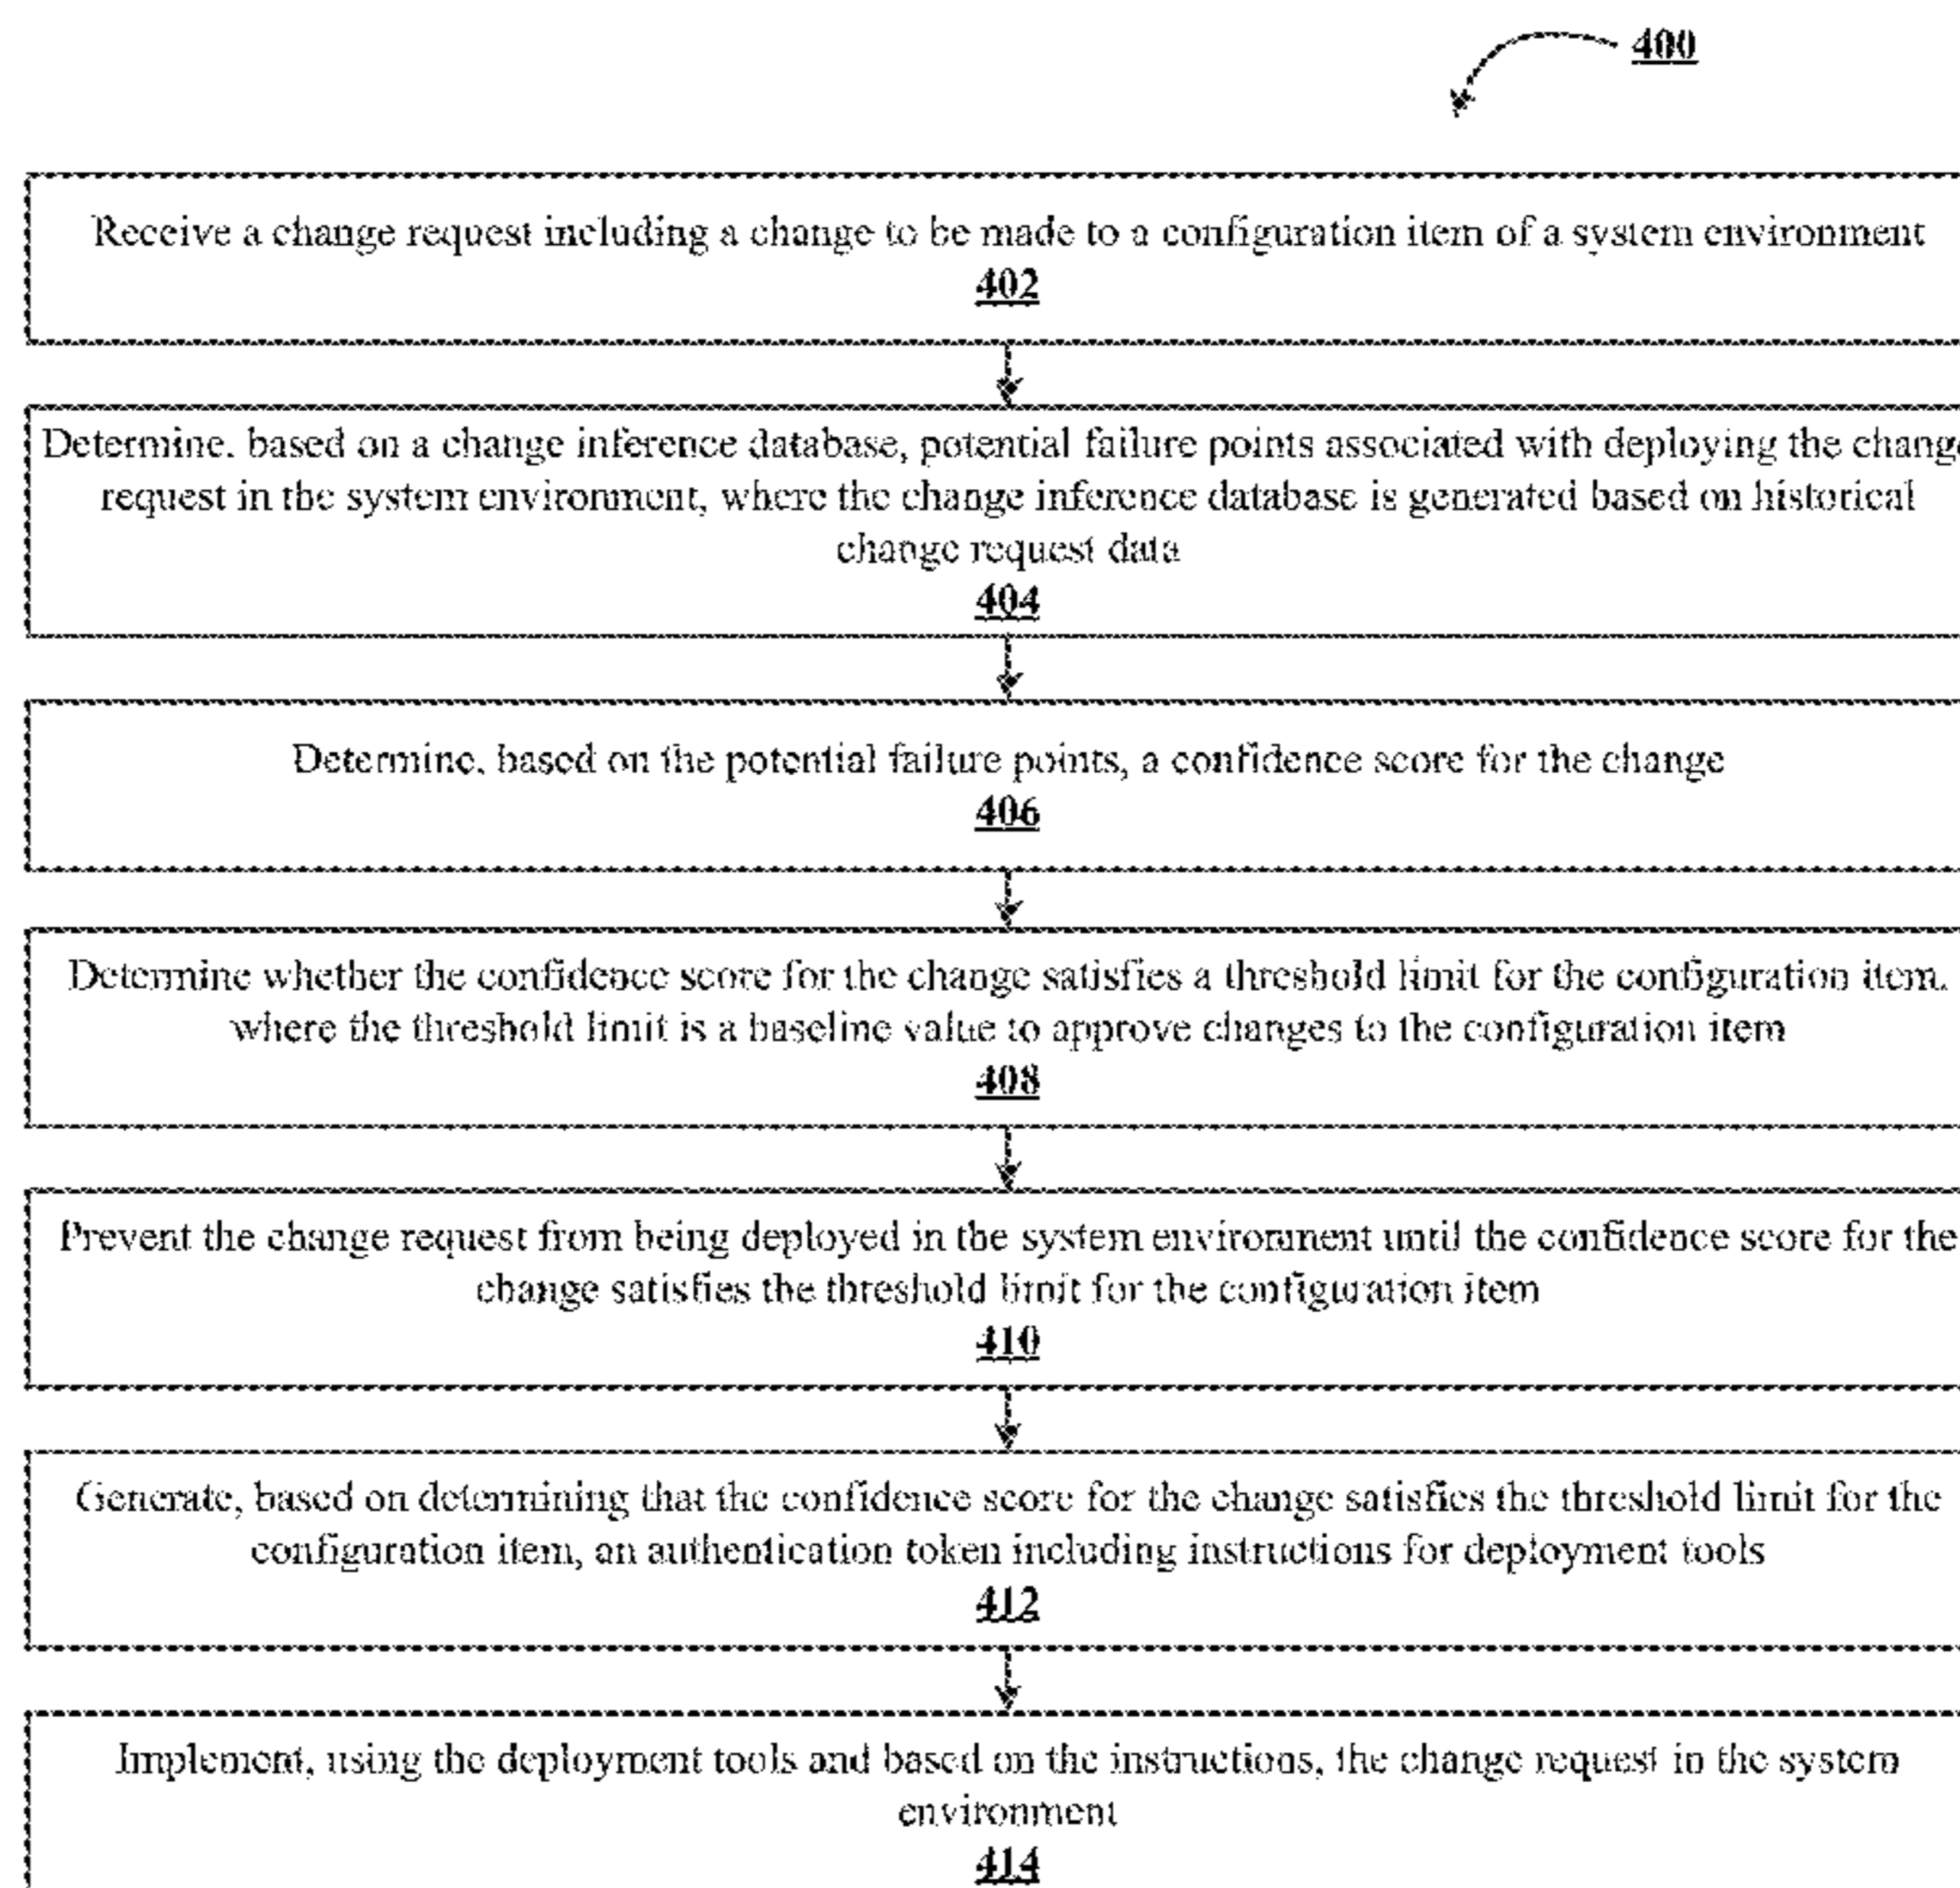 400
Receive a change request including a change to be made to a configuration item of a system environment
402
Determine, based on a change inference database, potential failure points associated with deploying the change
request in the system environment, where the change inference database is generated based on historical
change request data
404
Determine, based on the potential failure points, a confidence score for the change
406
Determine whether the confidence score for the change satisfies a threshold limit for the configuration item,
where the threshold limit is a baseline value to approve changes to the configuration item
408
Prevent the change request from being deployed in the system environment until the confidence score for the
change satisfies the threshold limit for the configuration item
410
Generate, based on determining that the confidence score for the change satisfies the threshold limit for the
configuration item, an authentication token including instructions for deployment tools
412
Implement, using the deployment tools and based on the instructions, the change request in the system
environment
414